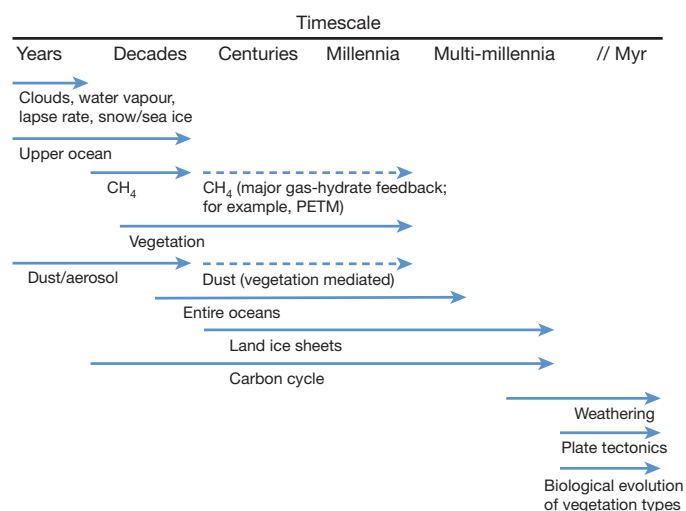 Timescale
Years Decades Centuries Millennia Multi-millennia // Myr
Clouds, water vapour,
lapse rate, snow/sea ice
Upper ocean
CH4
CH4 (major gas-hydrate feedback;
for example, PETM)
Vegetation
Dust/aerosol
Dust (vegetation mediated)
Entire oceans
Land ice sheets
Carbon cycle
Weathering
Plate tectonics
Biological evolution
of vegetation types